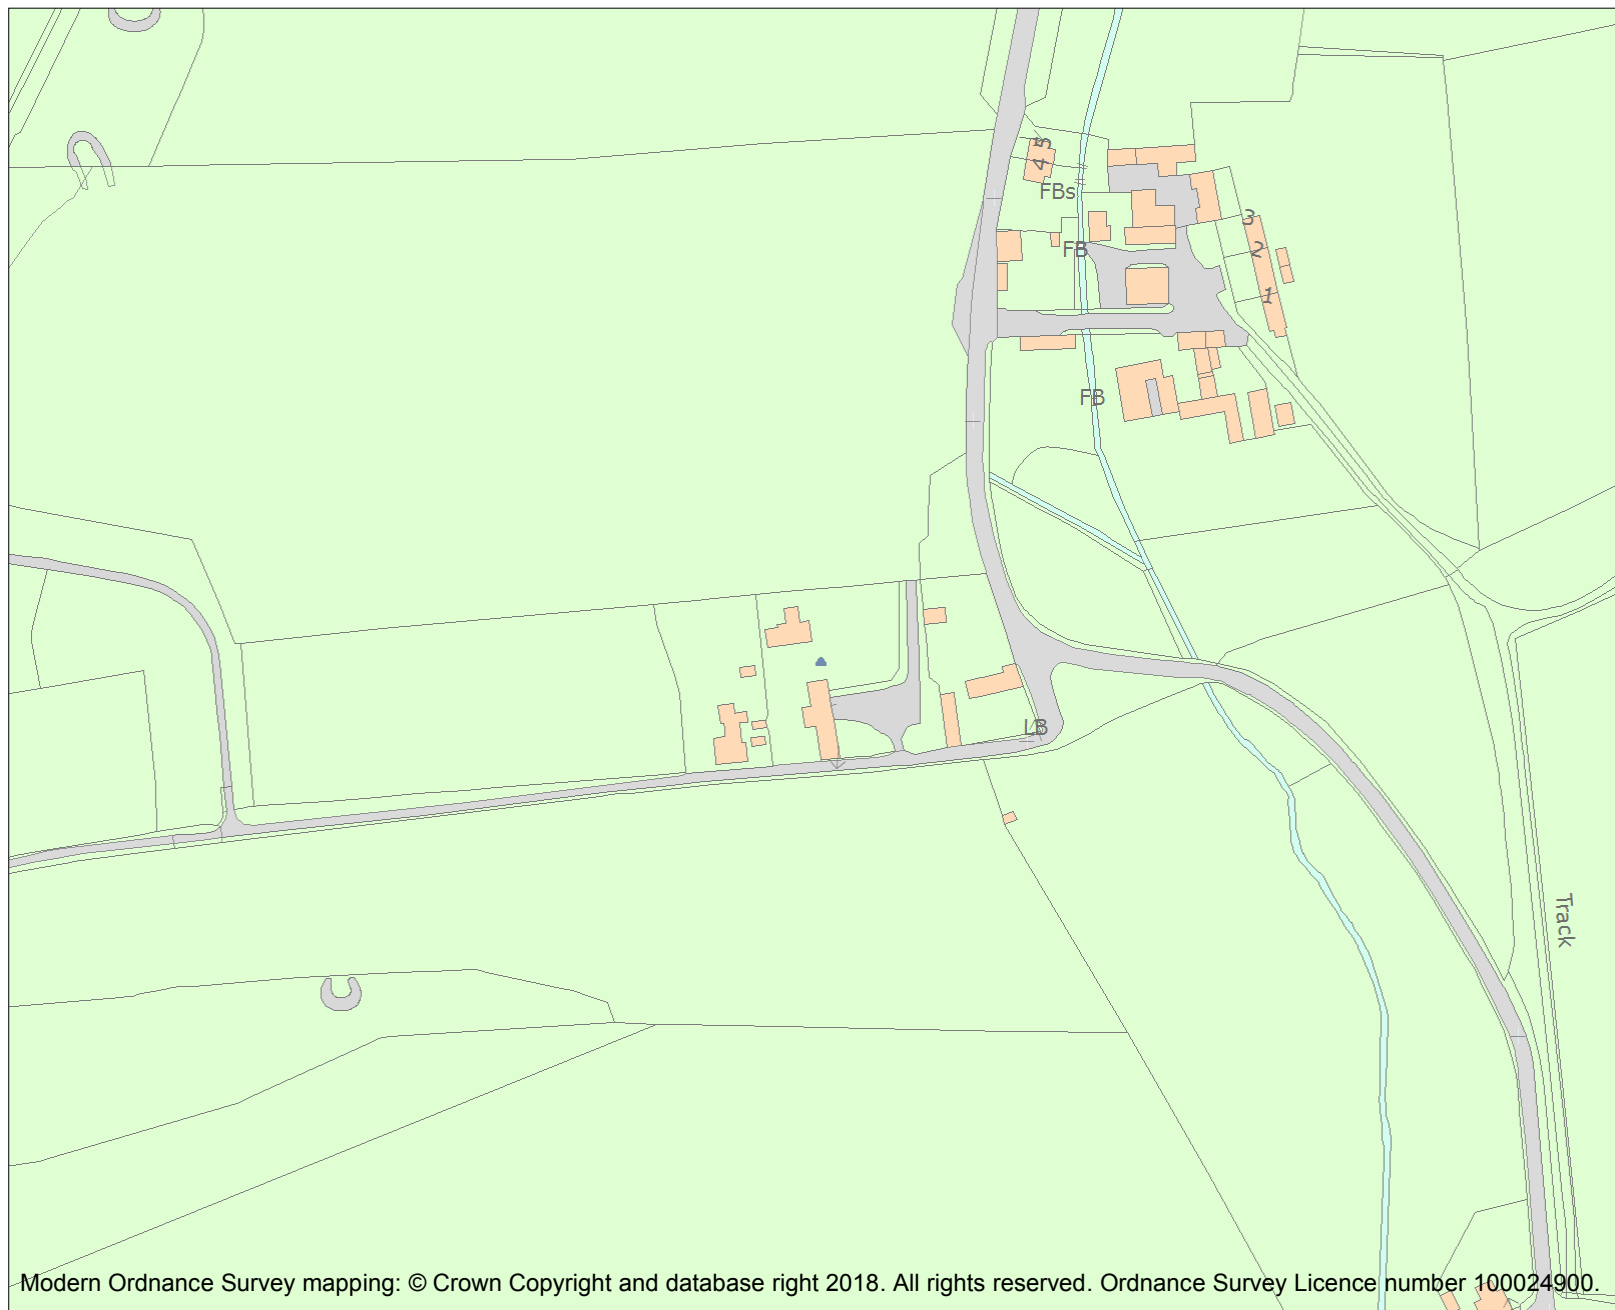 5
4
FBs
3
FB
2
1
FB
LB
Track
Modern Ordnance Survey mapping: © Crown Copyright and database right 2018. All rights reserved. Ordnance Survey Licence number 100024900.